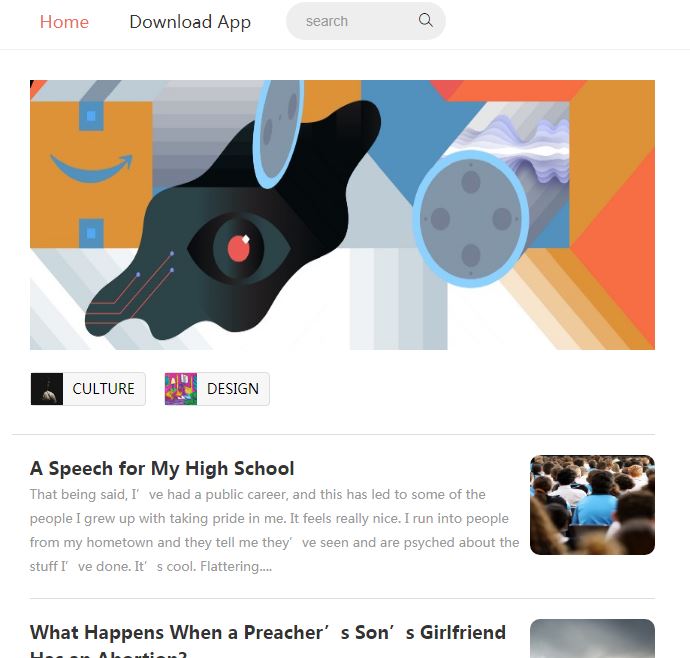 Home Download App search
CULTURE DESIGN
A Speech for My High School
That being said, I’ve had a public career, and this has led to some of the
people I grew up with taking pride in me. It feels really nice. I run into people
from my hometown and they tell me they’ve seen and are psyched about the
stuff I’ve done. It’s cool. Flattering....
What Happens When a Preacher’s Son’s Girlfriend
Has an Abortion?